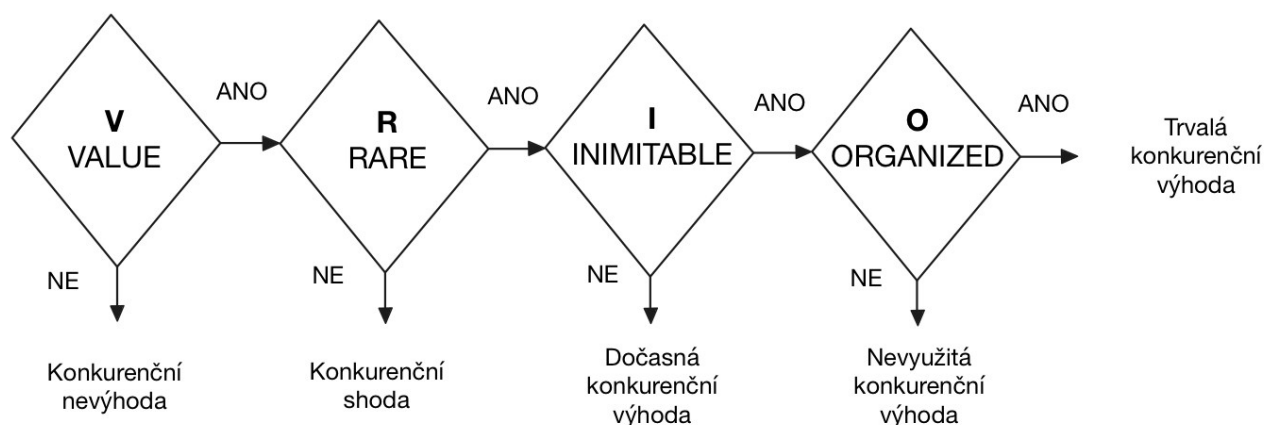 V
VALUE
ANO
R
RARE
ANO
I
INIMITABLE
ANO
O
ORGANIZED
ANO
Trvalá
konkurenční
výhoda
NE
Konkurenční
nevýhoda
NE
Konkurenční
shoda
NE
Dočasná
konkurenční
výhoda
NE
Nevyužitá
konkurenční
výhoda